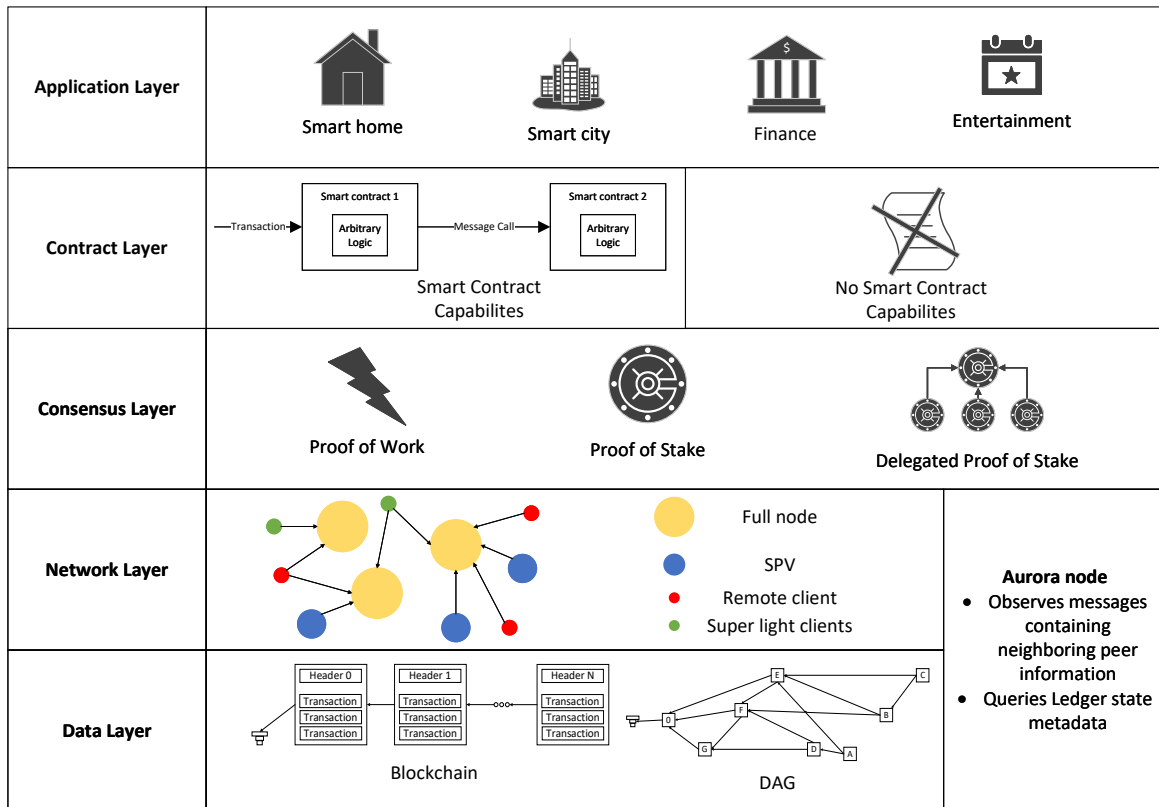 Application Layer
Smart home
Smart city
$
Finance
Entertainment
Contract Layer
Transaction
Smart contract 1
Arbitrary
Logic
Message Call
Smart contract 2
Arbitrary
Logic
Smart Contract
Capabilites
No Smart Contract
Capabilites
Consensus Layer
Proof of Work
Proof of Stake
Delegated Proof of Stake
Network Layer
Full node
SPV
Remote client
Super light clients
Aurora node
• Observes messages
containing
neighboring peer
information
• Queries Ledger state
metadata
Data Layer
Header 0
Transaction
Transaction
Transaction
Header 1
Transaction
Transaction
Transaction
Header N
Transaction
Transaction
Transaction
Blockchain
0
E
C
F
B
G
D
A
DAG